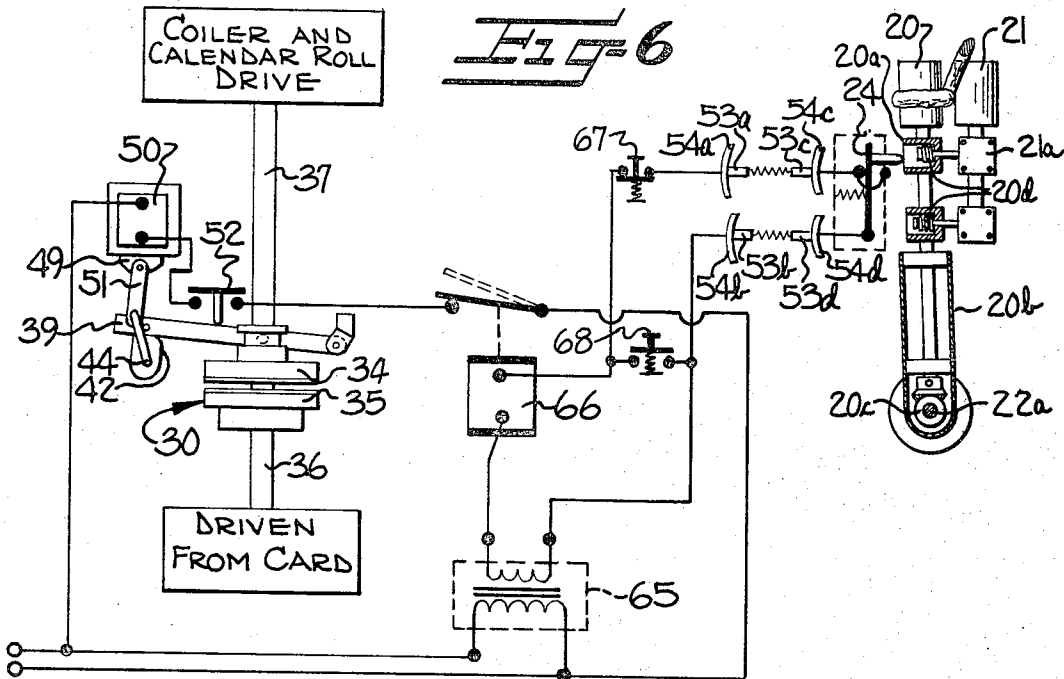 FIG-6
COILER AND
CALENDAR ROLL
DRIVE
20
21
20a
24
54c
53a
54a
53c
67
21a
20d
50
37
52
49
51
39
44
42
54b
53b
53d
54d
20b
68
34
35
30
66
36
20c
22a
DRIVEN
FROM CARD
65